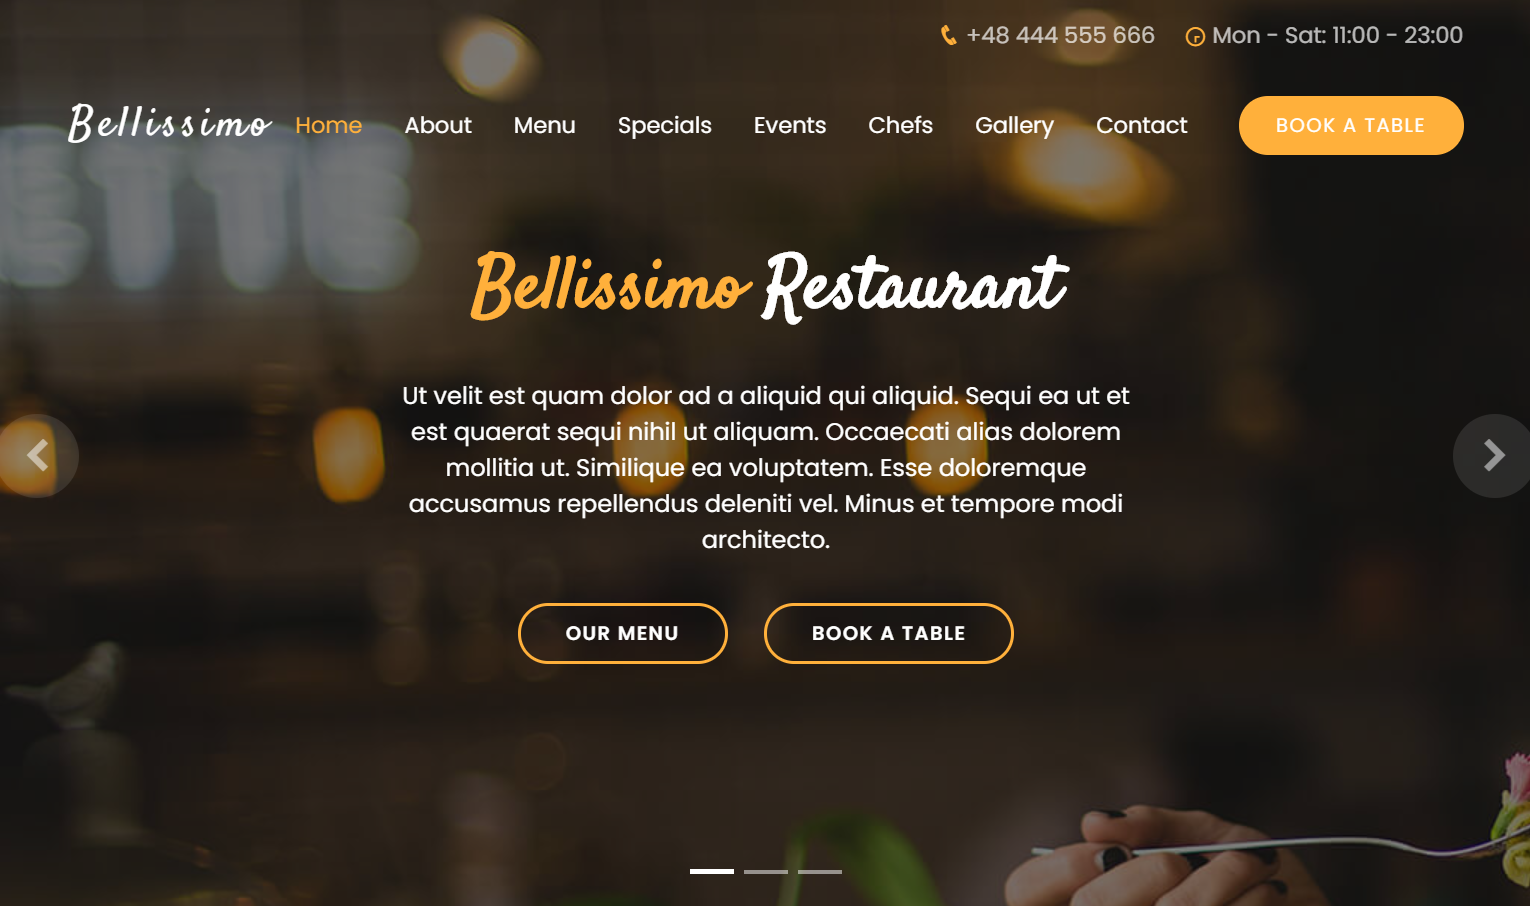 +48 444 555 666 Mon - Sat: 11:00 - 23:00
Bellissimo Home About Menu Specials Events Chefs Gallery Contact BOOK A TABLE
Bellissimo Restaurant
Ut velit est quam dolor ad a aliquid qui aliquid. Sequi ea ut et
est quaerat sequi nihil ut aliquam. Occaecati alias dolorem
mollitia ut. Similique ea voluptatem. Esse doloremque
accusamus repellendus deleniti vel. Minus et tempore modi
architecto.
OUR MENU BOOK A TABLE